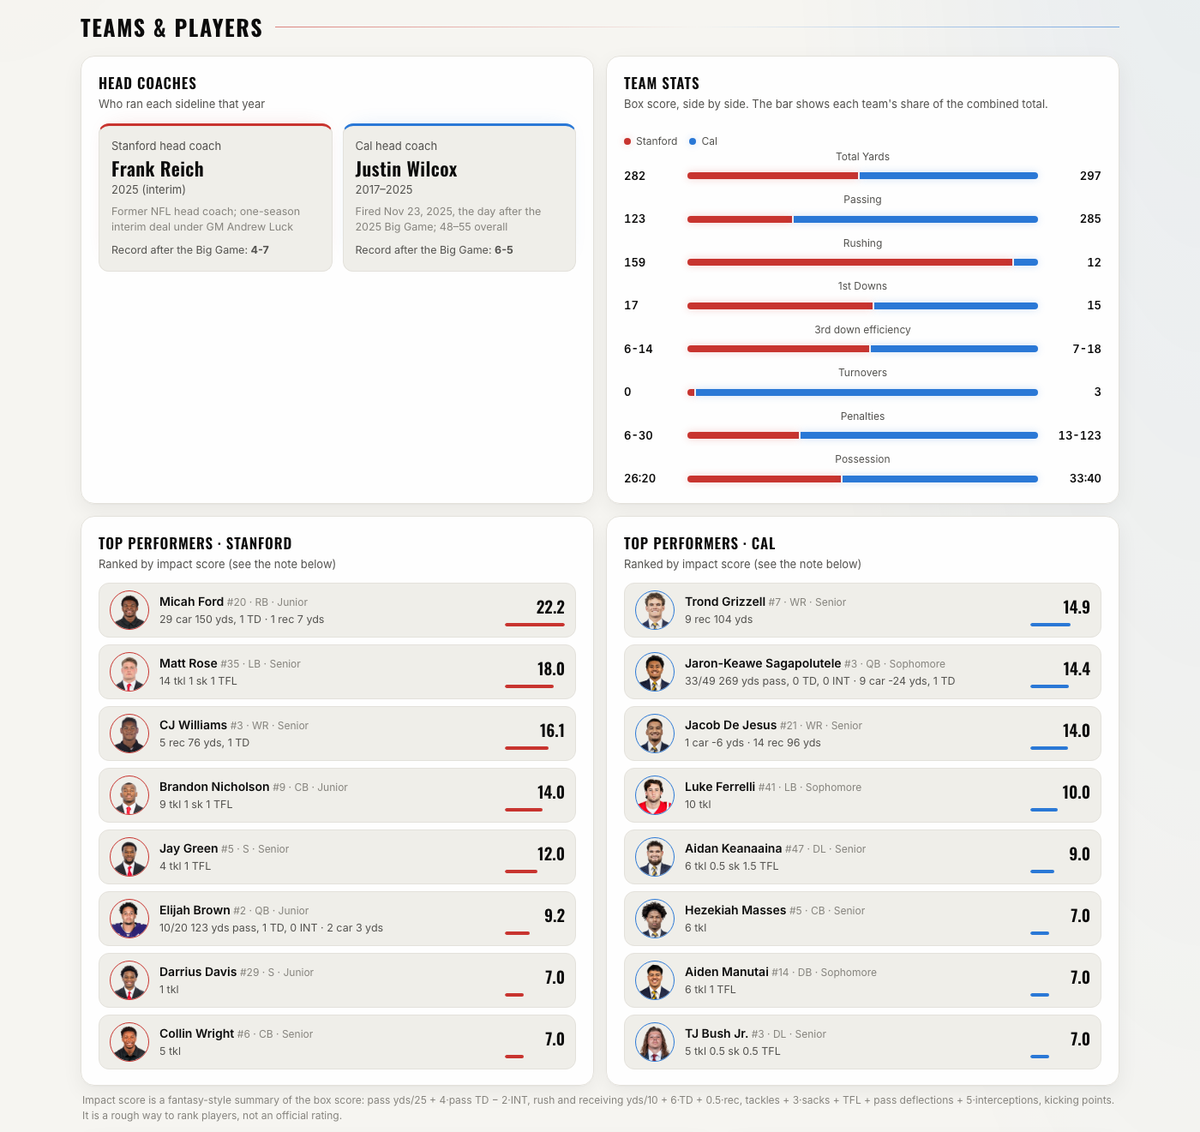 TEAMS & PLAYERS
HEAD COACHES
Who ran each sideline that year
Stanford head coach
Frank Reich
2025 (interim)
Former NFL head coach; one-season
interim deal under GM Andrew Luck
Record after the Big Game: 4-7
Cal head coach
Justin Wilcox
2017–2025
Fired Nov 23, 2025, the day after the
2025 Big Game; 48–55 overall
Record after the Big Game: 6-5
TEAM STATS
Box score, side by side. The bar shows each team's share of the combined total.
Stanford Cal
Total Yards
282 297
Passing
123 285
Rushing
159 12
1st Downs
17 15
3rd down efficiency
6-14 7-18
Turnovers
0 3
Penalties
6-30 13-123
Possession
26:20 33:40
TOP PERFORMERS · STANFORD
Ranked by impact score (see the note below)
Micah Ford #20 · RB · Junior
29 car 150 yds, 1 TD · 1 rec 7 yds
22.2
Matt Rose #35 · LB · Senior
14 tkl 1 sk 1 TFL
18.0
CJ Williams #3 · WR · Senior
5 rec 76 yds, 1 TD
16.1
Brandon Nicholson #9 · CB · Junior
9 tkl 1 sk 1 TFL
14.0
Jay Green #5 · S · Senior
4 tkl 1 TFL
12.0
Elijah Brown #2 · QB · Junior
10/20 123 yds pass, 1 TD, 0 INT · 2 car 3 yds
9.2
Darrius Davis #29 · S · Junior
1 tkl
7.0
Collin Wright #6 · CB · Senior
5 tkl
7.0
TOP PERFORMERS · CAL
Ranked by impact score (see the note below)
Trond Grizzell #7 · WR · Senior
9 rec 104 yds
14.9
Jaron-Keawe Sagapolutele #3 · QB · Sophomore
33/49 269 yds pass, 0 TD, 0 INT · 9 car -24 yds, 1 TD
14.4
Jacob De Jesus #21 · WR · Senior
1 car -6 yds · 14 rec 96 yds
14.0
Luke Ferrelli #41 · LB · Sophomore
10 tkl
10.0
Aidan Keanaaina #47 · DL · Senior
6 tkl 0.5 sk 1.5 TFL
9.0
Hezekiah Masses #5 · CB · Senior
6 tkl
7.0
Aiden Manutai #14 · DB · Sophomore
6 tkl 1 TFL
7.0
TJ Bush Jr. #3 · DL · Senior
5 tkl 0.5 sk 0.5 TFL
7.0
Impact score is a fantasy-style summary of the box score: pass yds/25 + 4·pass TD − 2·INT, rush and receiving yds/10 + 6·TD + 0.5·rec, tackles + 3·sacks + TFL + pass deflections + 5·interceptions, kicking points.
It is a rough way to rank players, not an official rating.